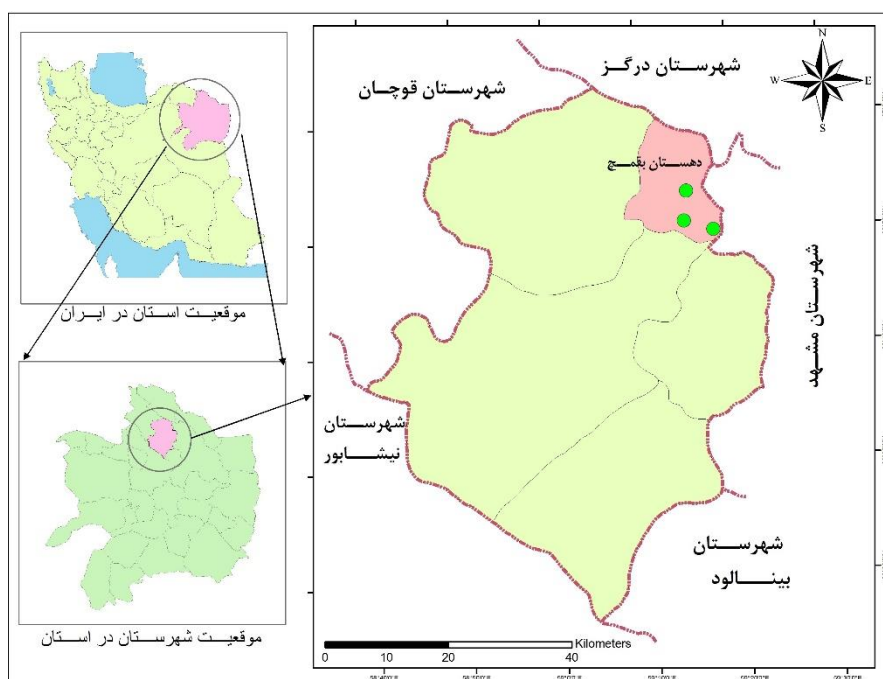 موقعیت استان در ایران
موقعیت شهرستان در استان
شهرستان درگز
شهرستان قوچان
دهستان بقمچ
شهرستان مشهد
شهرستان
نیشابور
شهرستان
بینالود
N
W
E
S
Kilometers
0
10
20
40